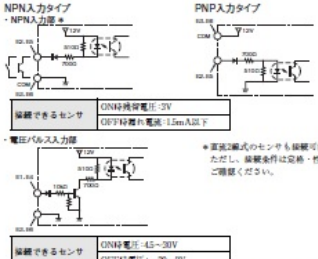 NPN入力タイプ
・NPN入力部 *
▽12V
S2.S5
510Ω
700Ω
COM
S2.S8
接続できるセンサ
ON時残留電圧:3V
OFF時漏れ電流:1.5mA以下
PNP入力タイプ
COM
12V
S2.S5
700Ω
510Ω
・電圧パルス入力部
▽12V
S1.S4
510Ω
10kΩ
700Ω
*直流2線式のセンサも接続可
ただし、接続条件は定格・性
ご確認ください。
接続できるセンサ
ON時電圧:4.5〜30V